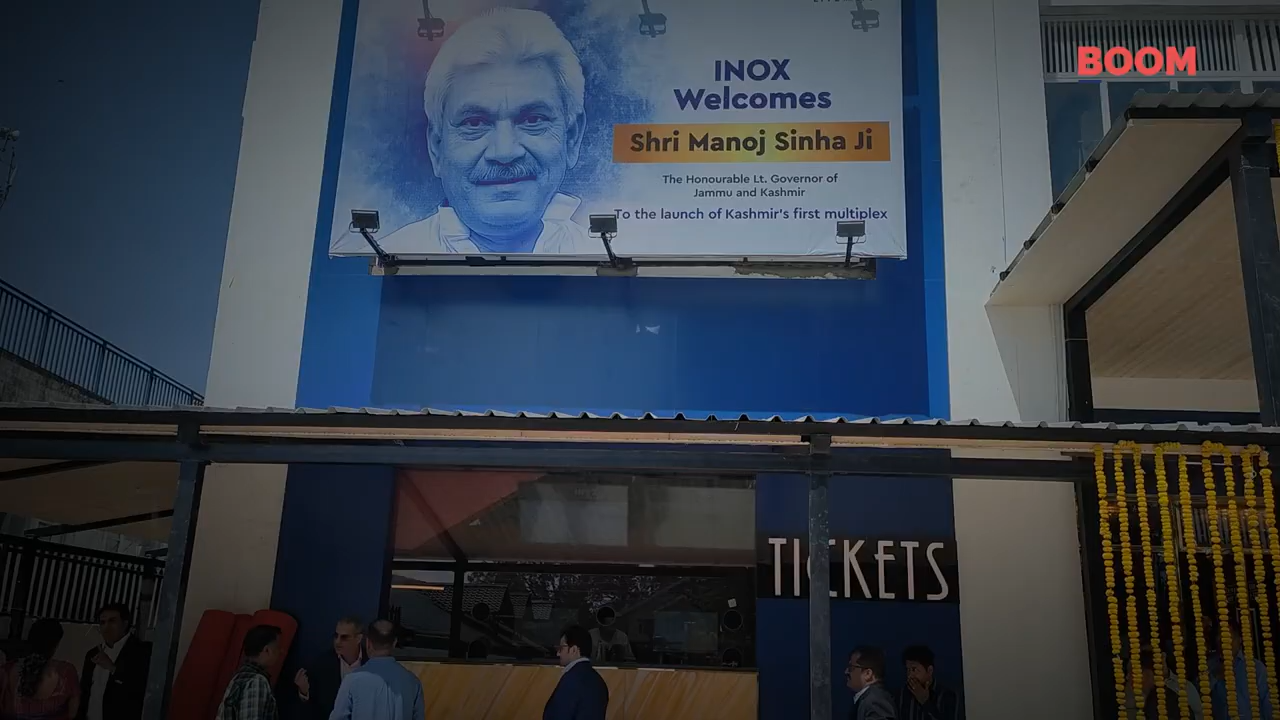 BOOM
INOX
Welcomes
Shri Manoj Sinha Ji
The Honourable Lt. Governor of
Jammu and Kashmir
To the launch of Kashmir's first multiplex
TICKETS